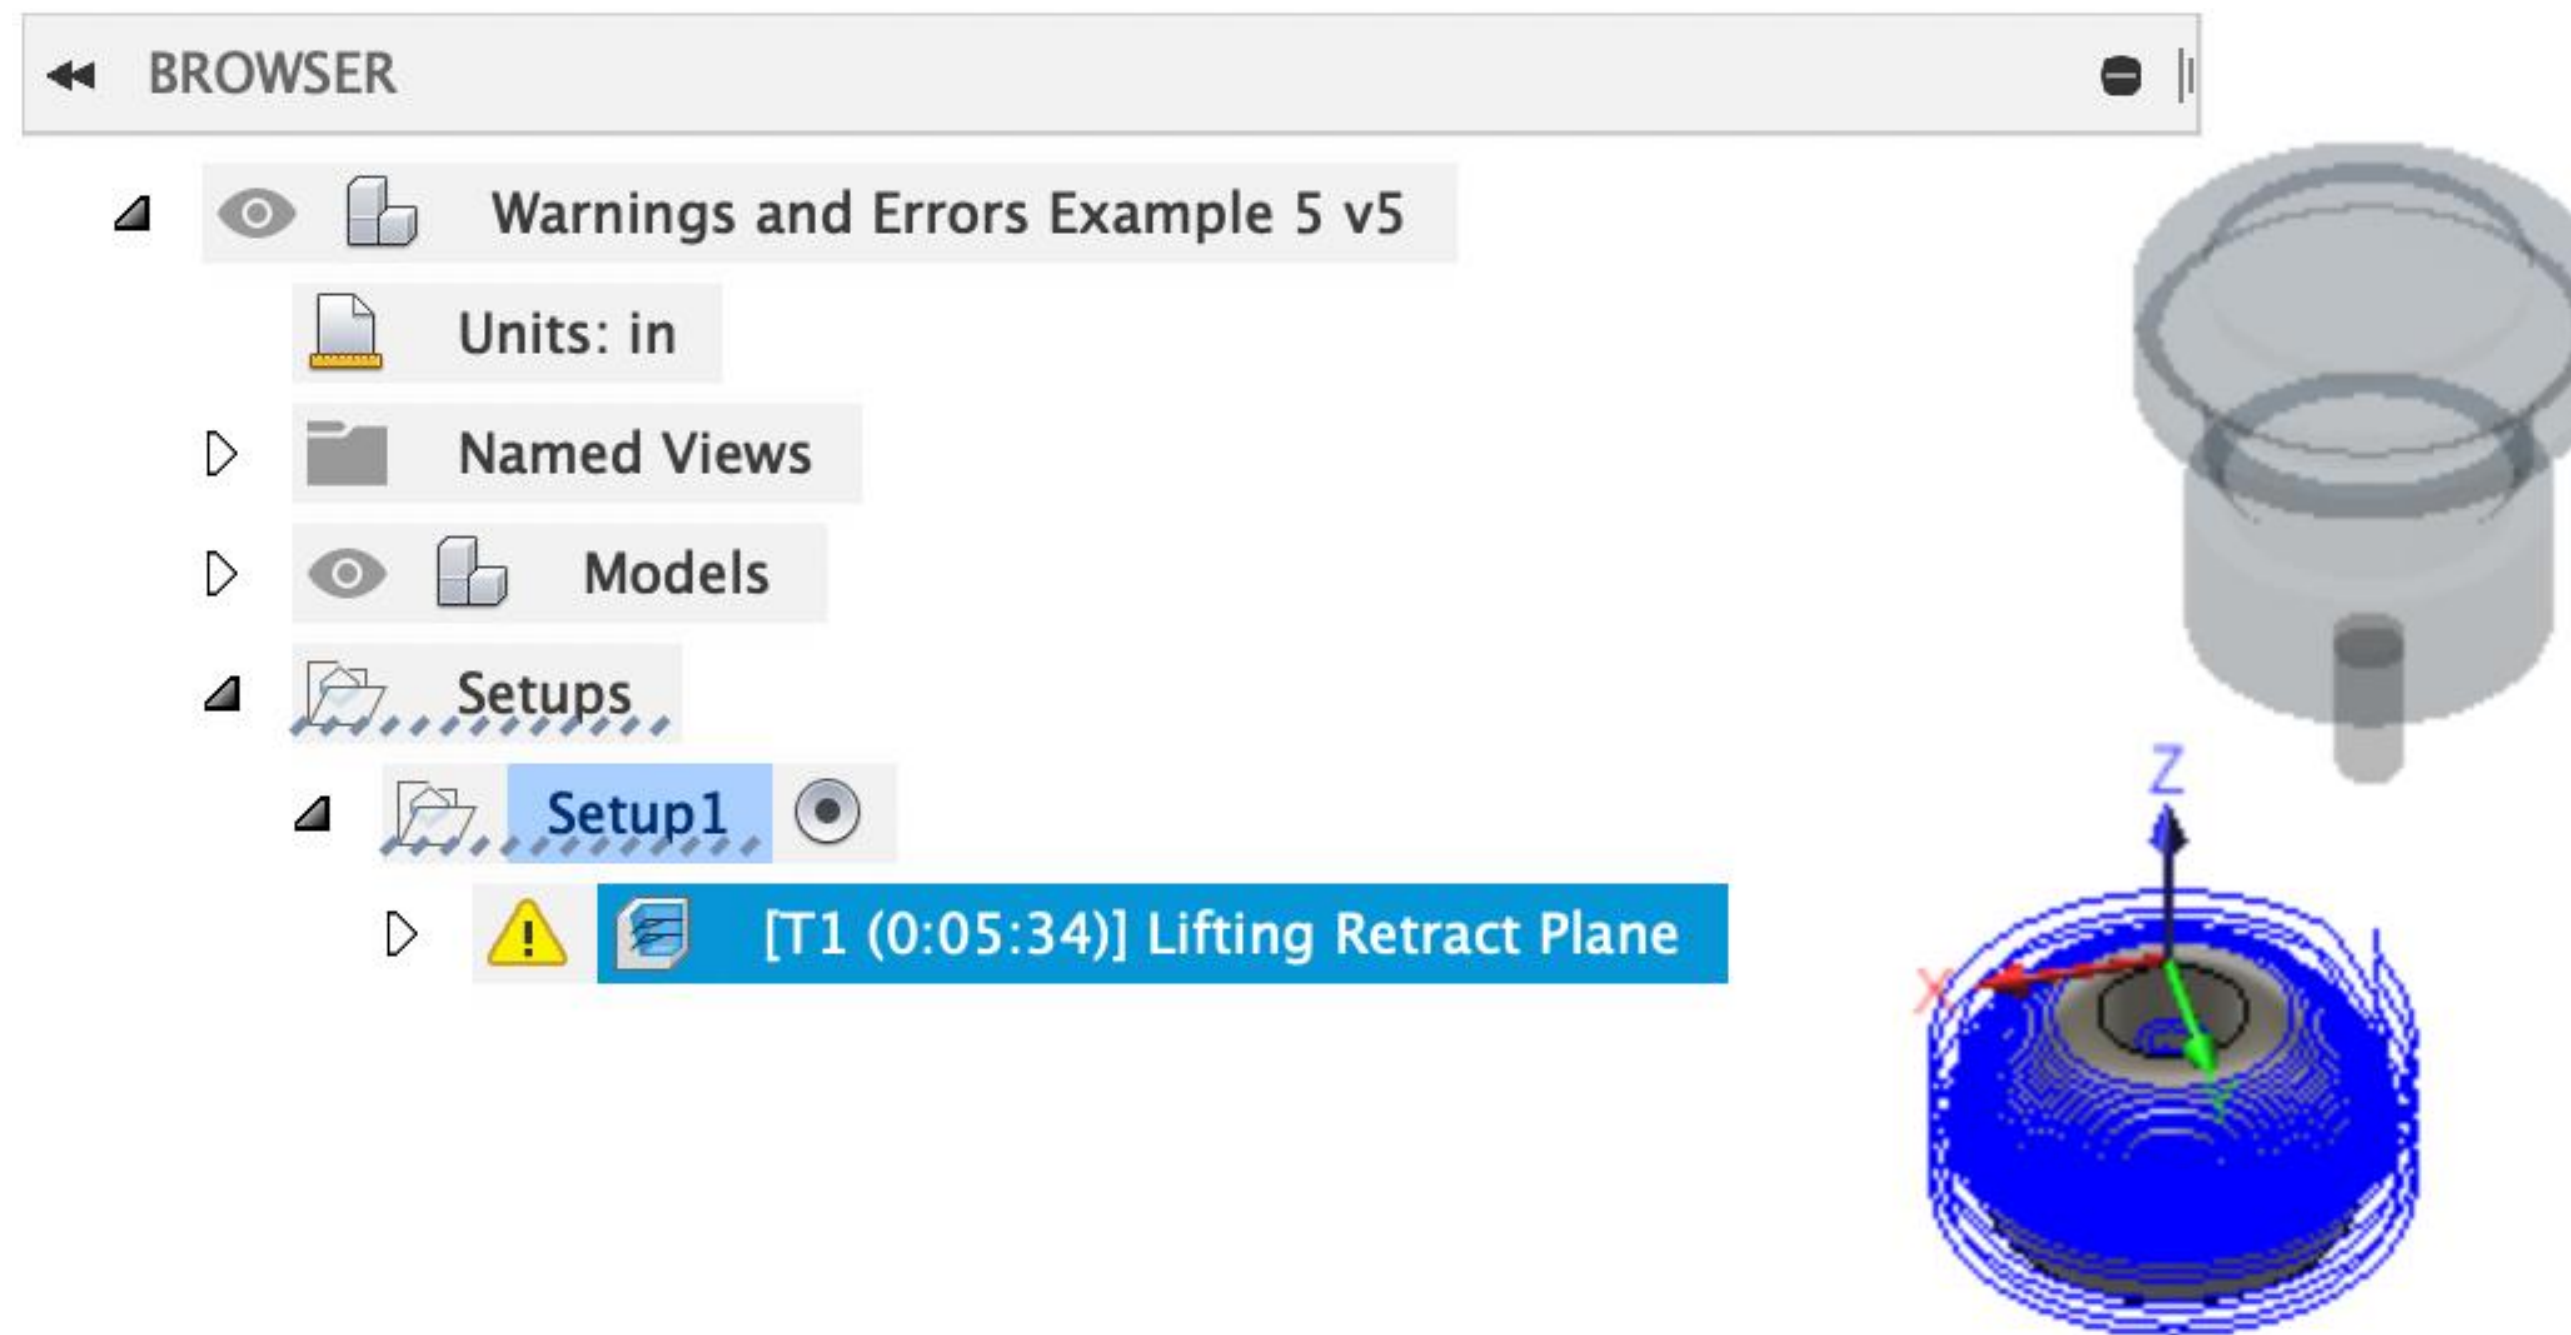 BROWSER
Warnings and Errors Example 5 v5
Units: in
Named Views
Models
Setups
Setup1
[T1 (0:05:34)] Lifting Retract Plane
Z
X
Y